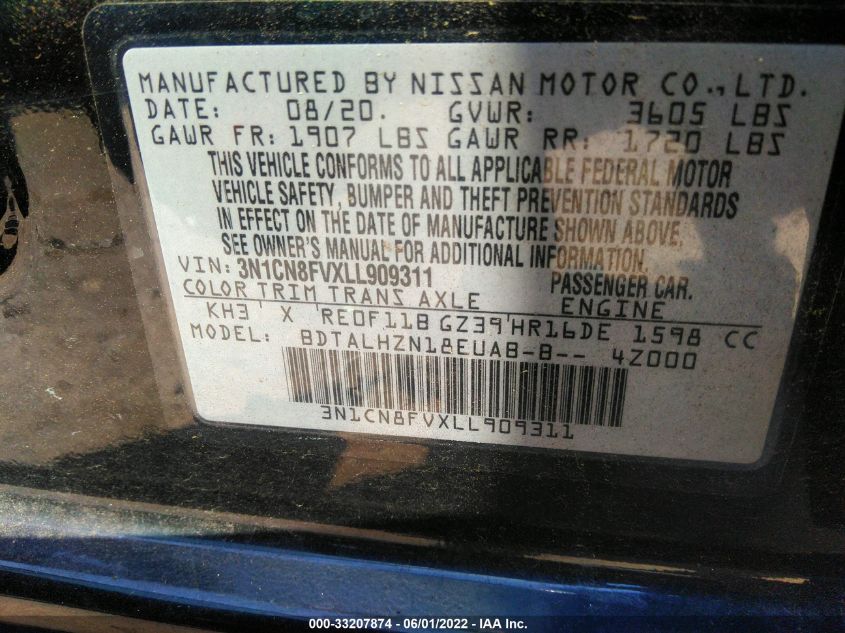 MANUFACTURED BY NISSAN MOTOR CO.,LTD.
DATE: 08/20. GVWR: 3605 LBS
GAWR FR: 1907 LBS GAWR RR: 1720 LBS
THIS VEHICLE CONFORMS TO ALL APPLICABLE FEDERAL MOTOR
VEHICLE SAFETY, BUMPER AND THEFT PREVENTION STANDARDS
IN EFFECT ON THE DATE OF MANUFACTURE SHOWN ABOVE.
SEE OWNER'S MANUAL FOR ADDITIONAL INFORMATION.
VIN: 3N1CN8FVXLL909311 PASSENGER CAR.
COLOR TRIM TRANS AXLE ENGINE
KH3 X RE0F11B GZ39 HR16DE 1598 CC
MODEL: BDTALHZN18EUAB-B-- 4Z000
3N1CN8FVXLL909311
000-33207874 | 06/01/2022 - © IAA Inc.